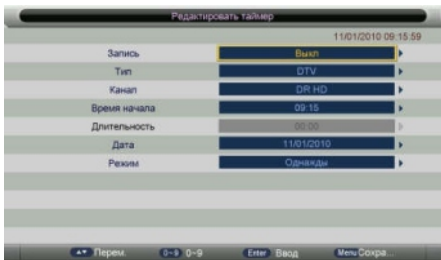 Редактировать таймер
11/01/2010 09:15:59
Запись Выкл
Тип DTV
Канал DR HD
Время начала 09:15
Длительность 00:00
Дата 11/01/2010
Режим Однажды
Перем. 0~9 0~9 Enter Ввод Menu Сохра...